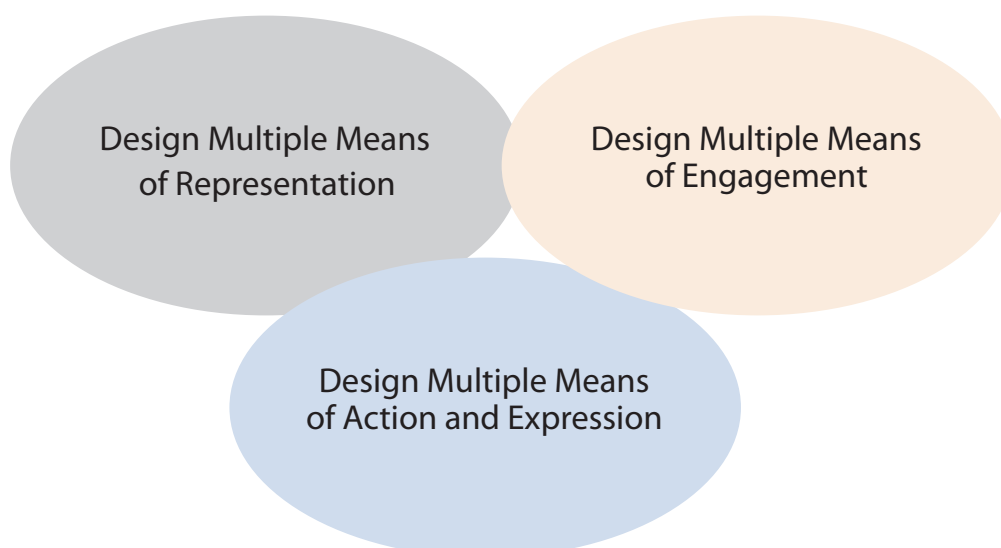 Design Multiple Means
of Representation
Design Multiple Means
of Engagement
Design Multiple Means
of Action and Expression